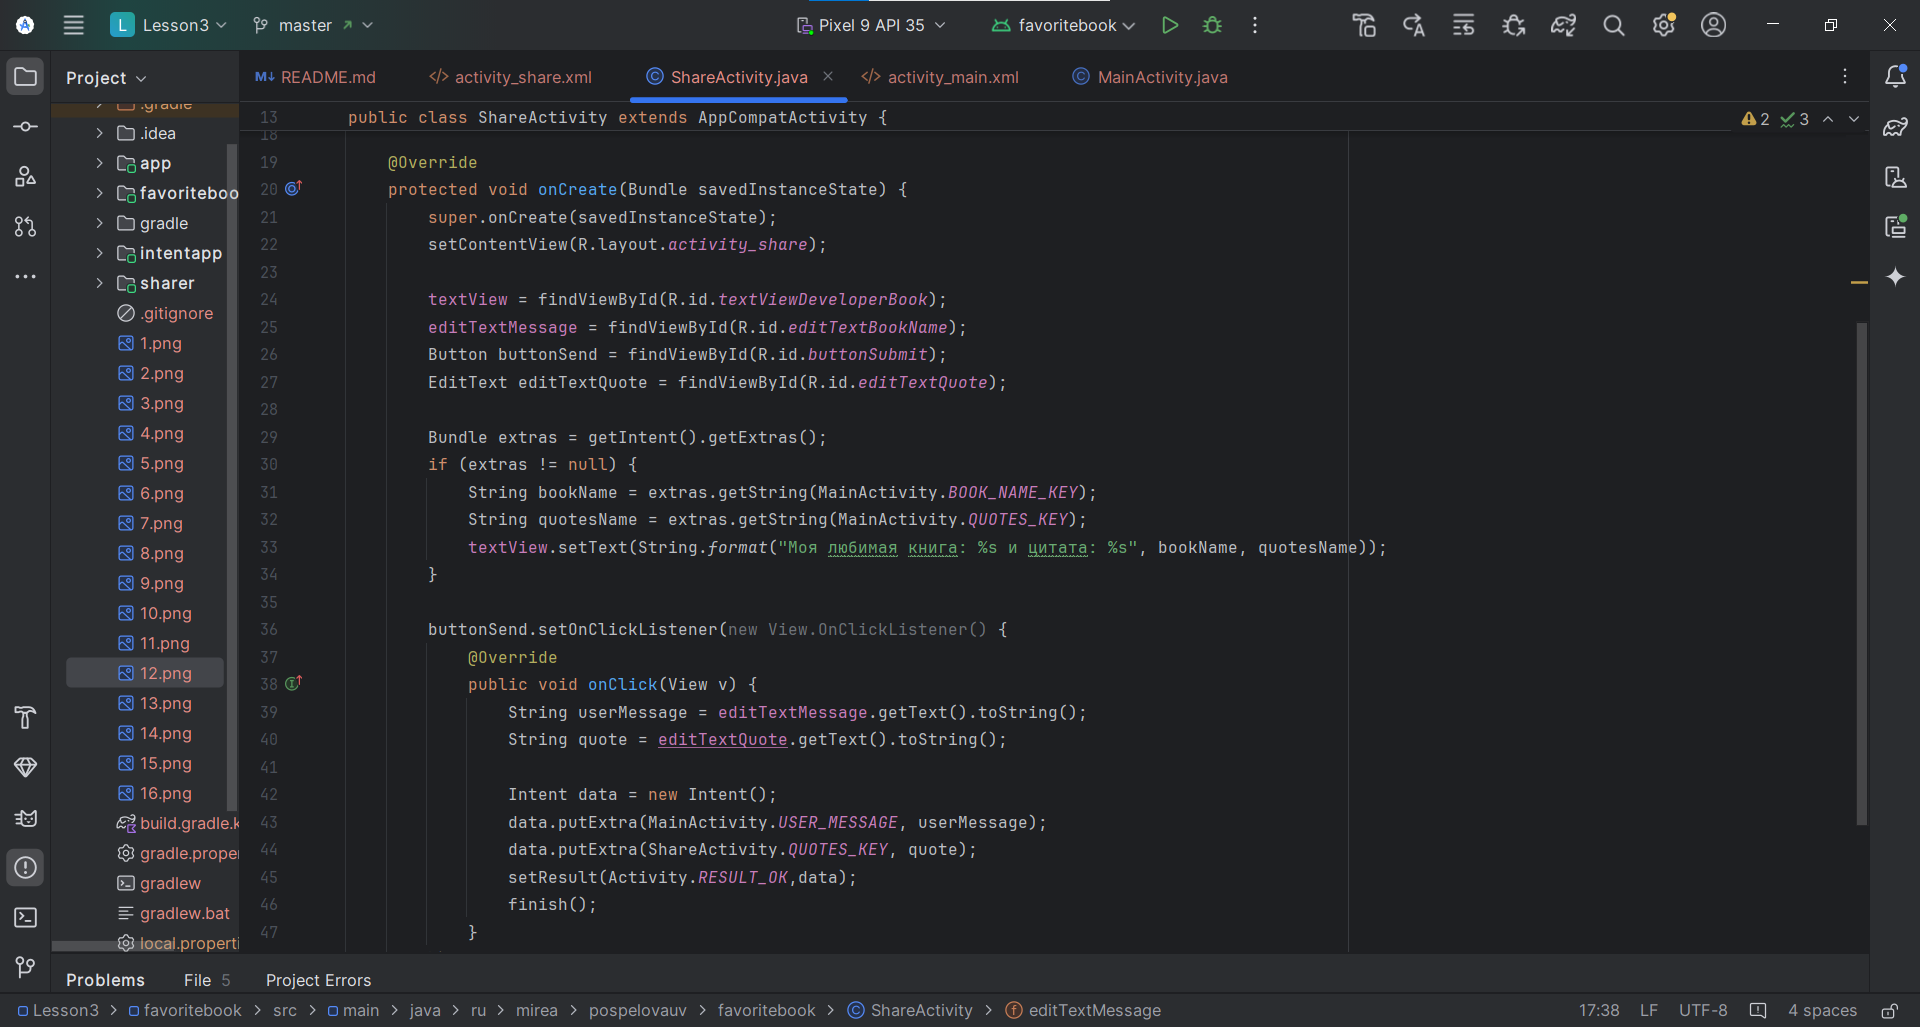 L Lesson3 master Pixel 9 API 35 favoritebook
Project
README.md activity_share.xml ShareActivity.java activity_main.xml MainActivity.java
.gradle
.idea
app
favoriteboo
gradle
intentapp
sharer
.gitignore
1.png
2.png
3.png
4.png
5.png
6.png
7.png
8.png
9.png
10.png
11.png
12.png
13.png
14.png
15.png
16.png
build.gradle.k
gradle.proper
gradlew
gradlew.bat
local.properti
13 public class ShareActivity extends AppCompatActivity { 2 3
18
19 @Override
20 protected void onCreate(Bundle savedInstanceState) {
21 super.onCreate(savedInstanceState);
22 setContentView(R.layout.activity_share);
23
24 textView = findViewById(R.id.textViewDeveloperBook);
25 editTextMessage = findViewById(R.id.editTextBookName);
26 Button buttonSend = findViewById(R.id.buttonSubmit);
27 EditText editTextQuote = findViewById(R.id.editTextQuote);
28
29 Bundle extras = getIntent().getExtras();
30 if (extras != null) {
31 String bookName = extras.getString(MainActivity.BOOK_NAME_KEY);
32 String quotesName = extras.getString(MainActivity.QUOTES_KEY);
33 textView.setText(String.format("Моя любимая книга: %s и цитата: %s", bookName, quotesName));
34 }
35
36 buttonSend.setOnClickListener(new View.OnClickListener() {
37 @Override
38 public void onClick(View v) {
39 String userMessage = editTextMessage.getText().toString();
40 String quote = editTextQuote.getText().toString();
41
42 Intent data = new Intent();
43 data.putExtra(MainActivity.USER_MESSAGE, userMessage);
44 data.putExtra(ShareActivity.QUOTES_KEY, quote);
45 setResult(Activity.RESULT_OK,data);
46 finish();
47 }
Problems File 5 Project Errors
Lesson3 > favoritebook > src > main > java > ru > mirea > pospelovauv > favoritebook > ShareActivity > editTextMessage 17:38 LF UTF-8 4 spaces